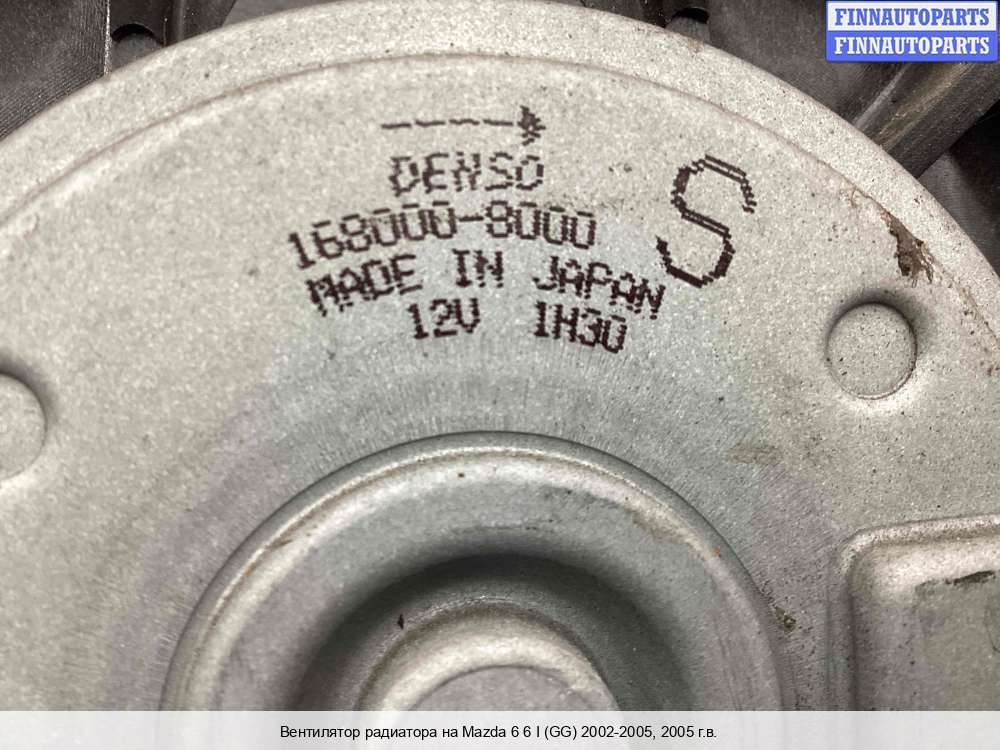 FINNAUTOPARTS
FINNAUTOPARTS
DENSO
S
168000-8000
MADE IN JAPAN
12V 1H30
Вентилятор радиатора на Mazda 6 6 I (GG) 2002-2005, 2005 г.в.